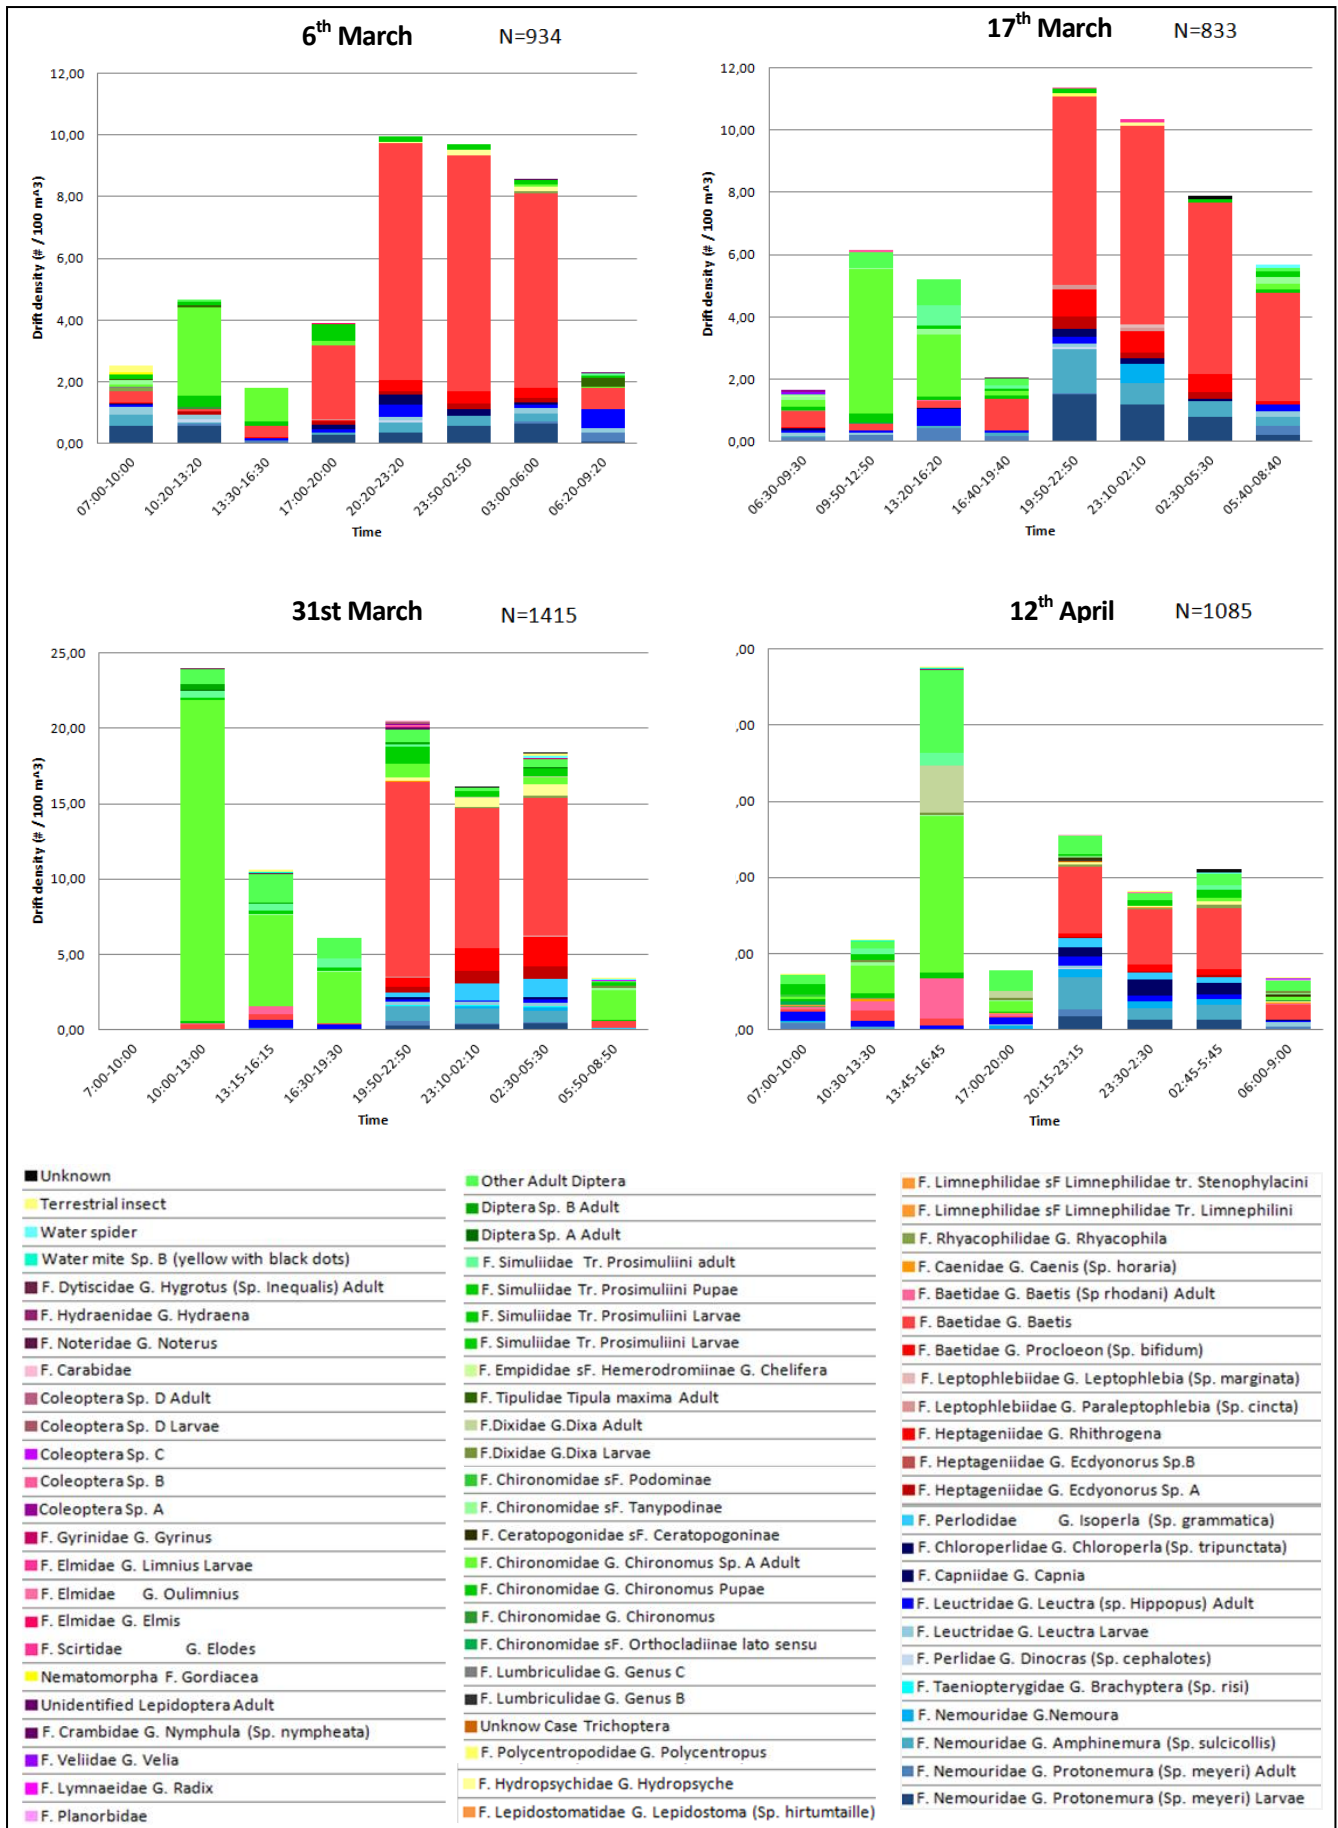 6th March N=934
12,00
10,00
8,00
6,00
4,00
2,00
0,00
Drift density (# / 100 m^3)
07:00-10:00
10:20-13:20
13:30-16:30
17:00-20:00
20:20-23:20
23:50-02:50
03:00-06:00
06:20-09:20
Time
17th March N=833
12,00
10,00
8,00
6,00
4,00
2,00
0,00
Drift density (# / 100 m^3)
06:30-09:30
09:50-12:50
13:20-16:20
16:40-19:40
19:50-22:50
23:10-02:10
02:30-05:30
05:40-08:40
Time
31st March N=1415
25,00
20,00
15,00
10,00
5,00
0,00
Drift density (# / 100 m^3)
7:00-10:00
10:00-13:00
13:15-16:15
16:30-19:30
19:50-22:50
23:10-02:10
02:30-05:30
05:50-08:50
Time
12th April N=1085
,00
,00
,00
,00
,00
,00
07:00-10:00
10:30-13:30
13:45-16:45
17:00-20:00
20:15-23:15
23:30-2:30
02:45-5:45
06:00-9:00
Time
Unknown
Terrestrial insect
Water spider
Water mite Sp. B (yellow with black dots)
F. Dytiscidae G. Hygrotus (Sp. Inequalis) Adult
F. Hydraenidae G. Hydraena
F. Noteridae G. Noterus
F. Carabidae
Coleoptera Sp. D Adult
Coleoptera Sp. D Larvae
Coleoptera Sp. C
Coleoptera Sp. B
Coleoptera Sp. A
F. Gyrinidae G. Gyrinus
F. Elmidae G. Limnius Larvae
F. Elmidae G. Oulimnius
F. Elmidae G. Elmis
F. Scirtidae G. Elodes
Nematomorpha F. Gordiacea
Unidentified Lepidoptera Adult
F. Crambidae G. Nymphula (Sp. nympheata)
F. Veliidae G. Velia
F. Lymnaeidae G. Radix
F. Planorbidae
Other Adult Diptera
Diptera Sp. B Adult
Diptera Sp. A Adult
F. Simuliidae Tr. Prosimuliini adult
F. Simuliidae Tr. Prosimuliini Pupae
F. Simuliidae Tr. Prosimuliini Larvae
F. Simuliidae Tr. Prosimuliini Larvae
F. Empididae sF. Hemerodromiinae G. Chelifera
F. Tipulidae Tipula maxima Adult
F.Dixidae G.Dixa Adult
F.Dixidae G.Dixa Larvae
F. Chironomidae sF. Podominae
F. Chironomidae sF. Tanypodinae
F. Ceratopogonidae sF. Ceratopogoninae
F. Chironomidae G. Chironomus Sp. A Adult
F. Chironomidae G. Chironomus Pupae
F. Chironomidae G. Chironomus
F. Chironomidae sF. Orthocladiinae lato sensu
F. Lumbriculidae G. Genus C
F. Lumbriculidae G. Genus B
Unknow Case Trichoptera
F. Polycentropodidae G. Polycentropus
F. Hydropsychidae G. Hydropsyche
F. Lepidostomatidae G. Lepidostoma (Sp. hirtumtaille)
F. Limnephilidae sF Limnephilidae tr. Stenophylacini
F. Limnephilidae sF Limnephilidae Tr. Limnephilini
F. Rhyacophilidae G. Rhyacophila
F. Caenidae G. Caenis (Sp. horaria)
F. Baetidae G. Baetis (Sp rhodani) Adult
F. Baetidae G. Baetis
F. Baetidae G. Procloeon (Sp. bifidum)
F. Leptophlebiidae G. Leptophlebia (Sp. marginata)
F. Leptophlebiidae G. Paraleptophlebia (Sp. cincta)
F. Heptageniidae G. Rhithrogena
F. Heptageniidae G. Ecdyonorus Sp.B
F. Heptageniidae G. Ecdyonorus Sp. A
F. Perlodidae G. Isoperla (Sp. grammatica)
F. Chloroperlidae G. Chloroperla (Sp. tripunctata)
F. Capniidae G. Capnia
F. Leuctridae G. Leuctra (sp. Hippopus) Adult
F. Leuctridae G. Leuctra Larvae
F. Perlidae G. Dinocras (Sp. cephalotes)
F. Taeniopterygidae G. Brachyptera (Sp. risi)
F. Nemouridae G.Nemoura
F. Nemouridae G. Amphinemura (Sp. sulcicollis)
F. Nemouridae G. Protonemura (Sp. meyeri) Adult
F. Nemouridae G. Protonemura (Sp. meyeri) Larvae